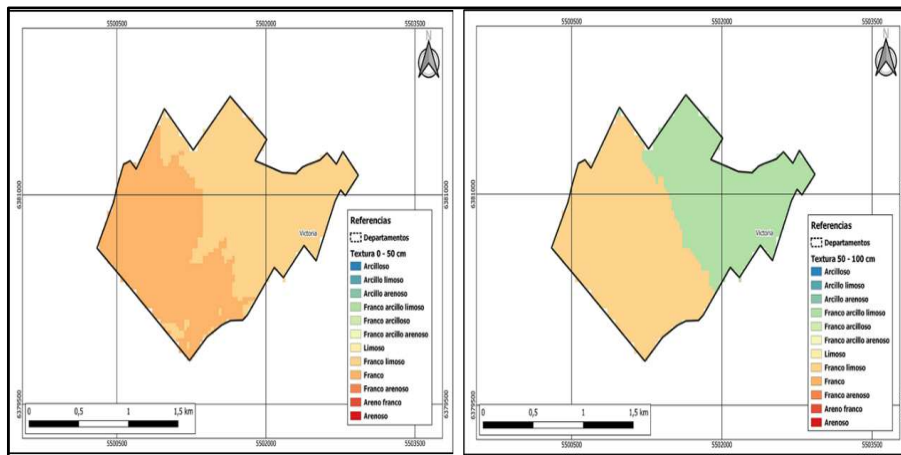 5500500
5502000
5503500
N
6381000
6379500
Victoria
Referencias
Departamentos
Textura 0 - 50 cm
Arcilloso
Arcillo limoso
Arcillo arenoso
Franco arcillo limoso
Franco arcilloso
Franco arcillo arenoso
Limoso
Franco limoso
Franco
Franco arenoso
Areno franco
Arenoso
0 0,5 1 1,5 km
5500500
5502000
5503500
5500500
5502000
5503500
N
6381000
6379500
Victoria
Referencias
Departamentos
Textura 50 - 100 cm
Arcilloso
Arcillo limoso
Arcillo arenoso
Franco arcillo limoso
Franco arcilloso
Franco arcillo arenoso
Limoso
Franco limoso
Franco
Franco arenoso
Areno franco
Arenoso
0 0,5 1 1,5 km
5500500
5502000
5503500